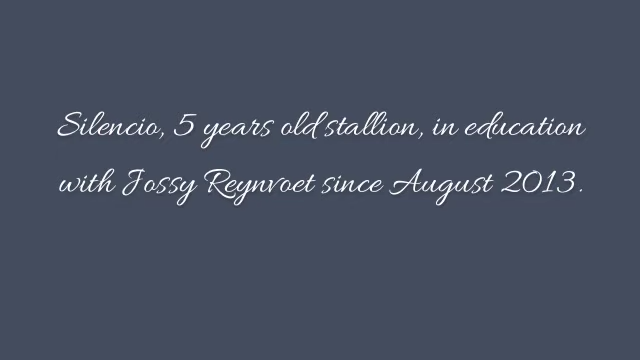 Silencio, 5 years old stallion, in education
with Jossy Reynvoet since August 2013.